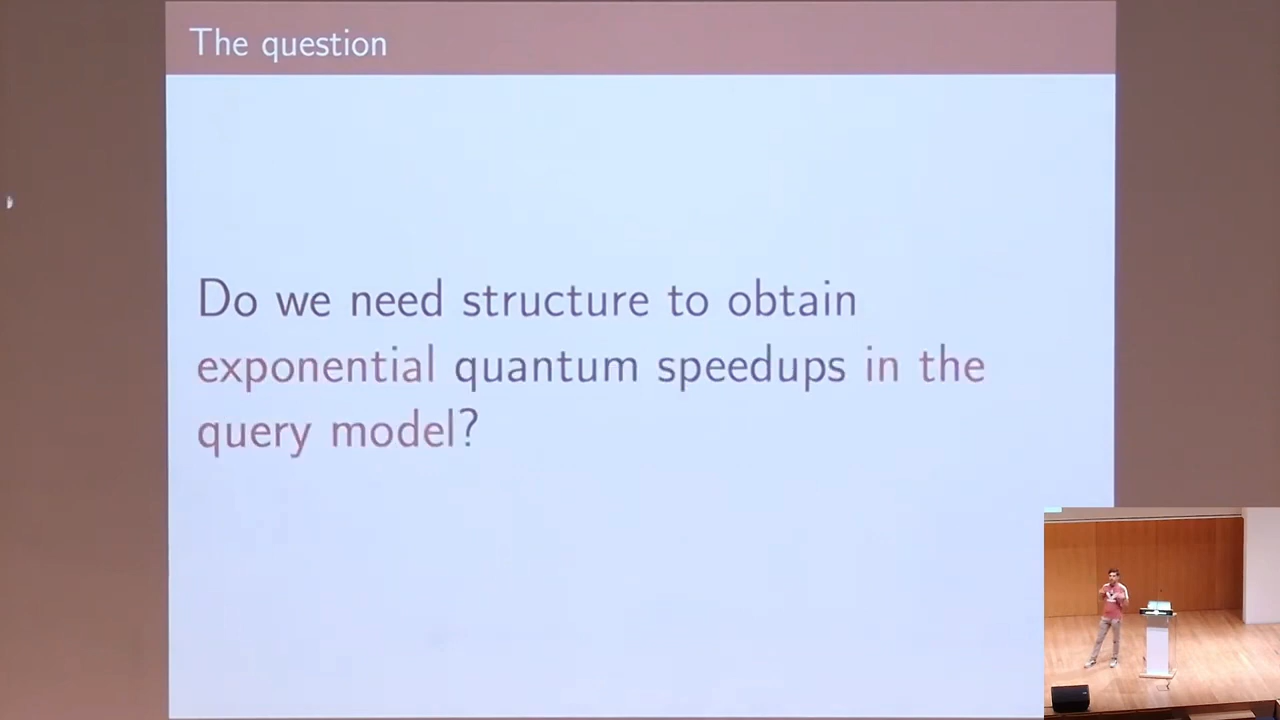 The question
Do we need structure to obtain
exponential quantum speedups in the
query model?